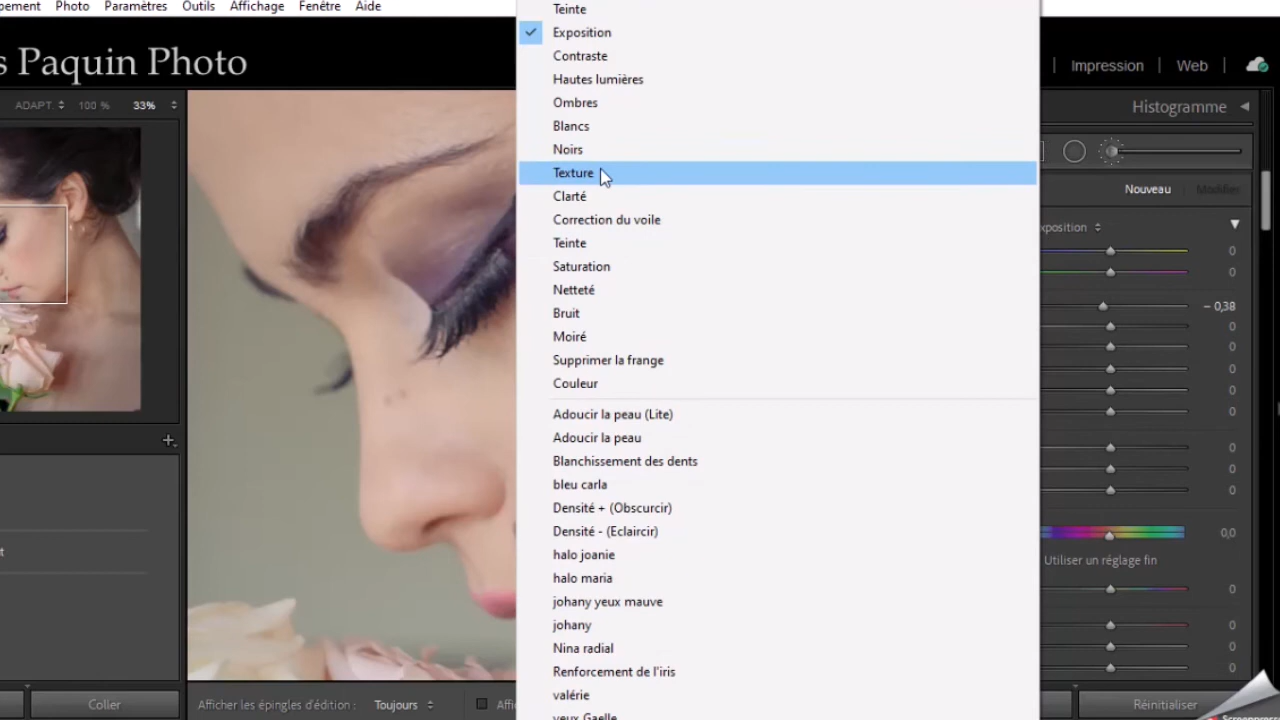 pement Photo Paramètres Outils Affichage Fenêtre Aide
s Paquin Photo
Impression | Web |
ADAPT. 100 % 33%
Histogramme
Nouveau Modifier
xposition
0
0
– 0,38
0
0
0
0
0
0
0
0
0,0
Utiliser un réglage fin
0
0
0
0
Teinte
Exposition
Contraste
Hautes lumières
Ombres
Blancs
Noirs
Texture
Clarté
Correction du voile
Teinte
Saturation
Netteté
Bruit
Moiré
Supprimer la frange
Couleur
Adoucir la peau (Lite)
Adoucir la peau
Blanchissement des dents
bleu carla
Densité + (Obscurcir)
Densité - (Eclaircir)
halo joanie
halo maria
johany yeux mauve
johany
Nina radial
Renforcement de l'iris
valérie
yeux Gaelle
t
Coller
Afficher les épingles d'édition : Toujours
Affi
Réinitialiser
Screenpresso